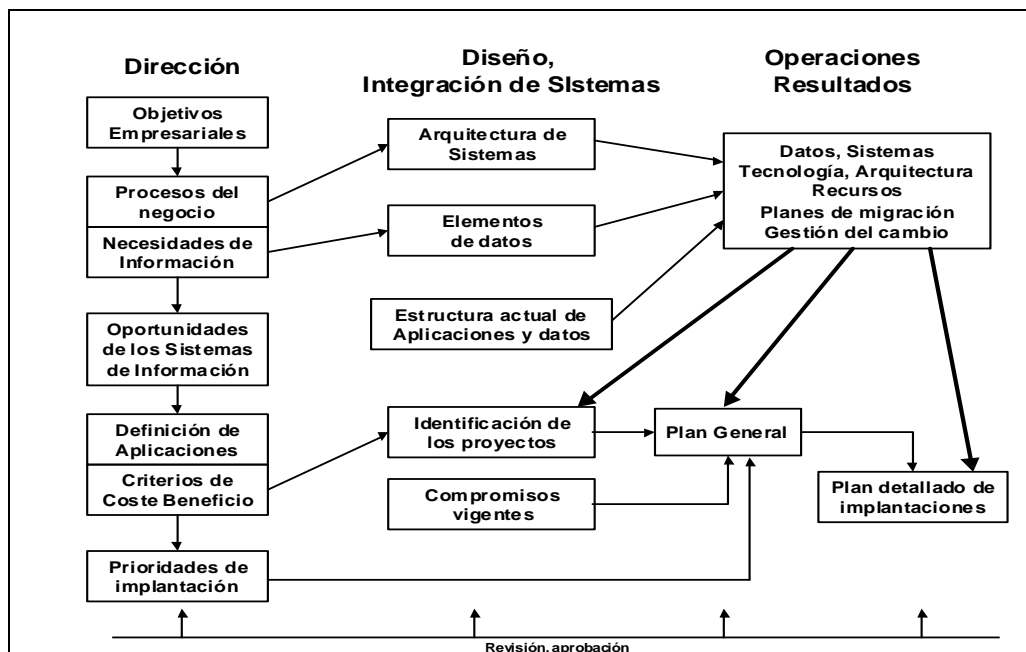 Dirección
Diseño,
Integración de SIstemas
Operaciones
Resultados
Objetivos
Empresariales
Procesos del
negocio
Necesidades de
Información
Oportunidades
de los Sistemas
de Información
Definición de
Aplicaciones
Criterios de
Coste Beneficio
Prioridades de
implantación
Arquitectura de
Sistemas
Elementos
de datos
Estructura actual de
Aplicaciones y datos
Identificación de
los proyectos
Compromisos
vigentes
Datos, Sistemas
Tecnología, Arquitectura
Recursos
Planes de migración
Gestión del cambio
Plan General
Plan detallado de
implantaciones
Revisión, aprobación